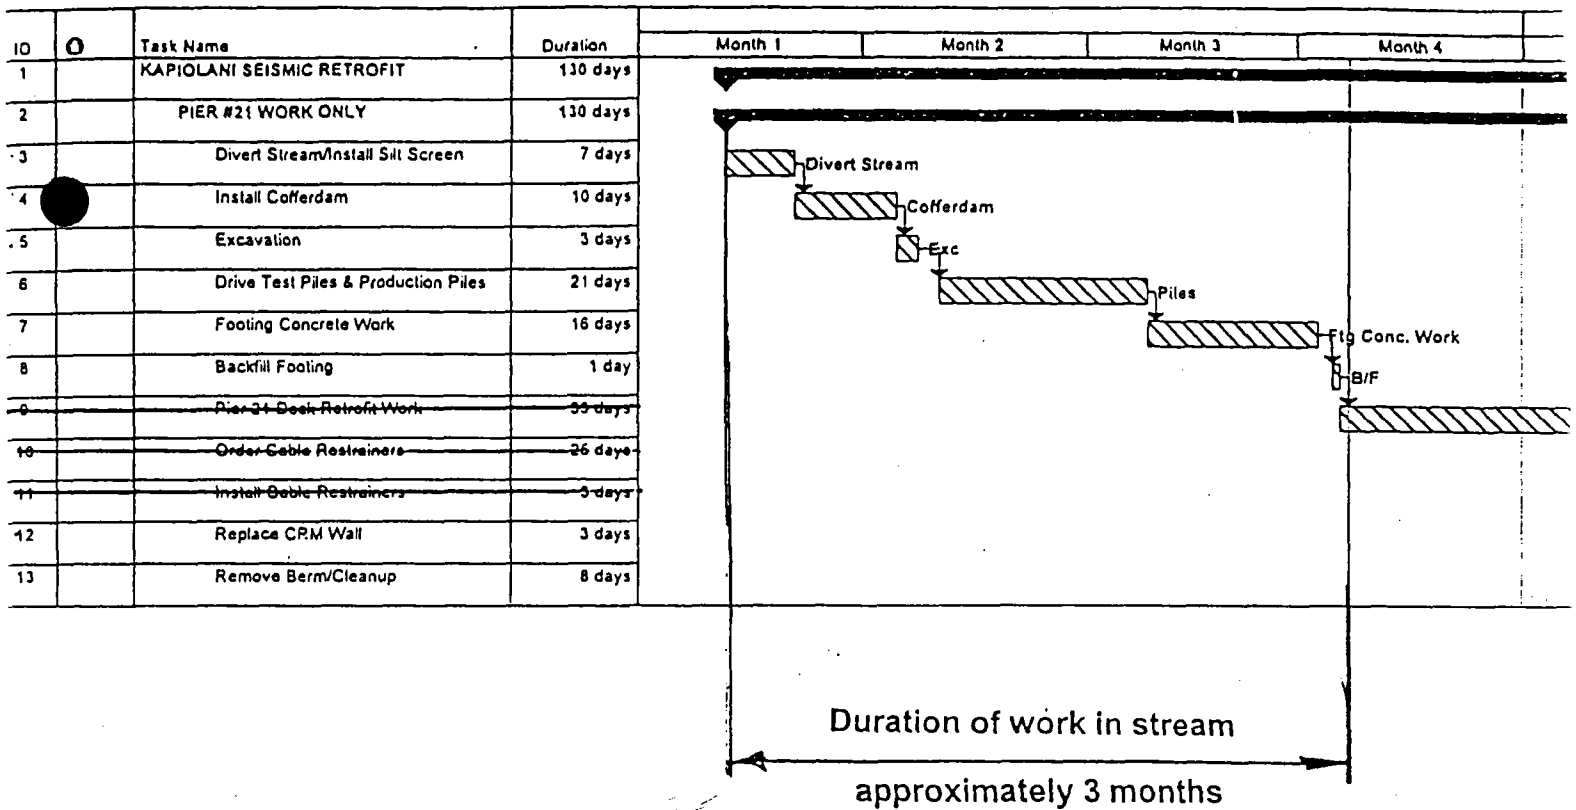 ID Task Name Duration Month 1 Month 2 Month 3 Month 4
1 KAPIOLANI SEISMIC RETROFIT 130 days
2 PIER #21 WORK ONLY 130 days
3 Divert Stream/Install Silt Screen 7 days Divert Stream
4 Install Cofferdam 10 days Cofferdam
5 Excavation 3 days Exc
6 Drive Test Piles & Production Piles 21 days Piles
7 Footing Concrete Work 16 days Ftg Conc. Work
8 Backfill Footing 1 day B/F
9 Pier 21 Deck Retrofit Work days
10 Order Cable Restrainers 26 days
11 Install Cable Restrainers 3 days
12 Replace CRM Wall 3 days
13 Remove Berm/Cleanup 8 days
Duration of work in stream
approximately 3 months